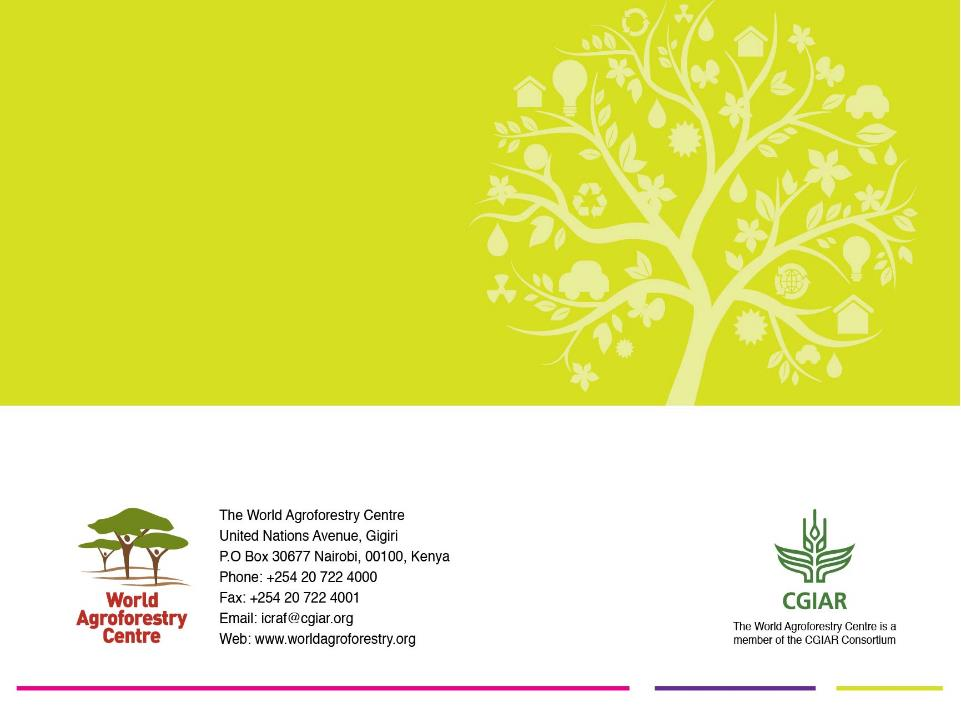 World
Agroforestry
Centre
The World Agroforestry Centre
United Nations Avenue, Gigiri
P.O Box 30677 Nairobi, 00100, Kenya
Phone: +254 20 722 4000
Fax: +254 20 722 4001
Email: icraf@cgiar.org
Web: www.worldagroforestry.org
CGIAR
The World Agroforestry Centre is a
member of the CGIAR Consortium